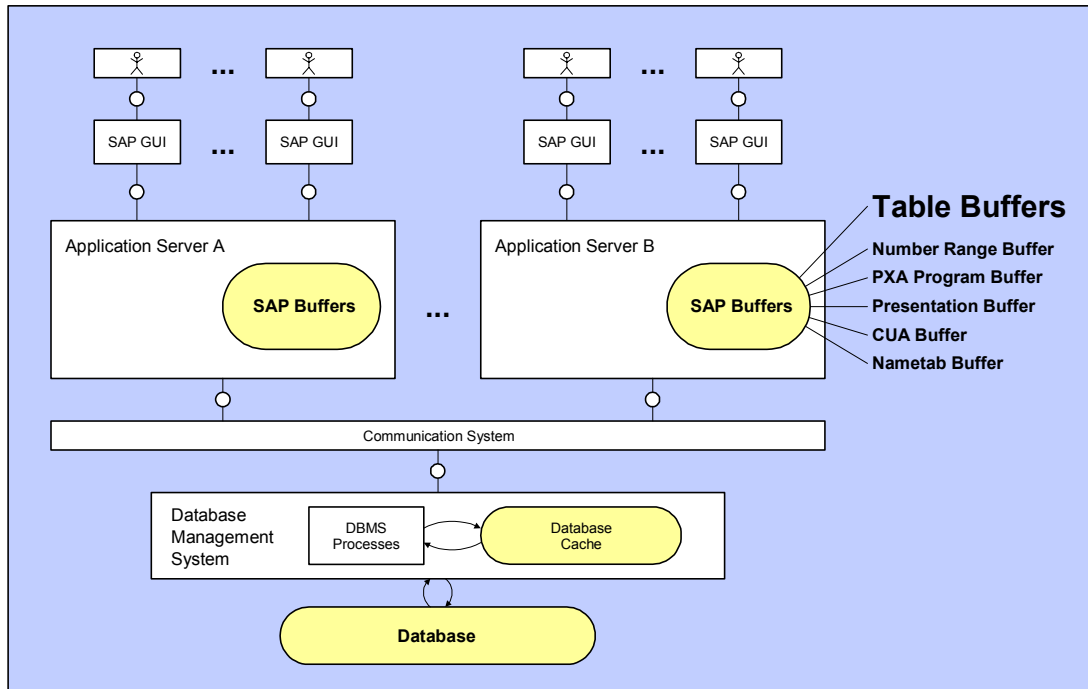 ... ...
SAP GUI ... SAP GUI SAP GUI ... SAP GUI
Table Buffers
Application Server A
Application Server B
Number Range Buffer
PXA Program Buffer
SAP Buffers ... SAP Buffers
Presentation Buffer
CUA Buffer
Nametab Buffer
Communication System
Database
Management
System
DBMS
Processes
Database
Cache
Database